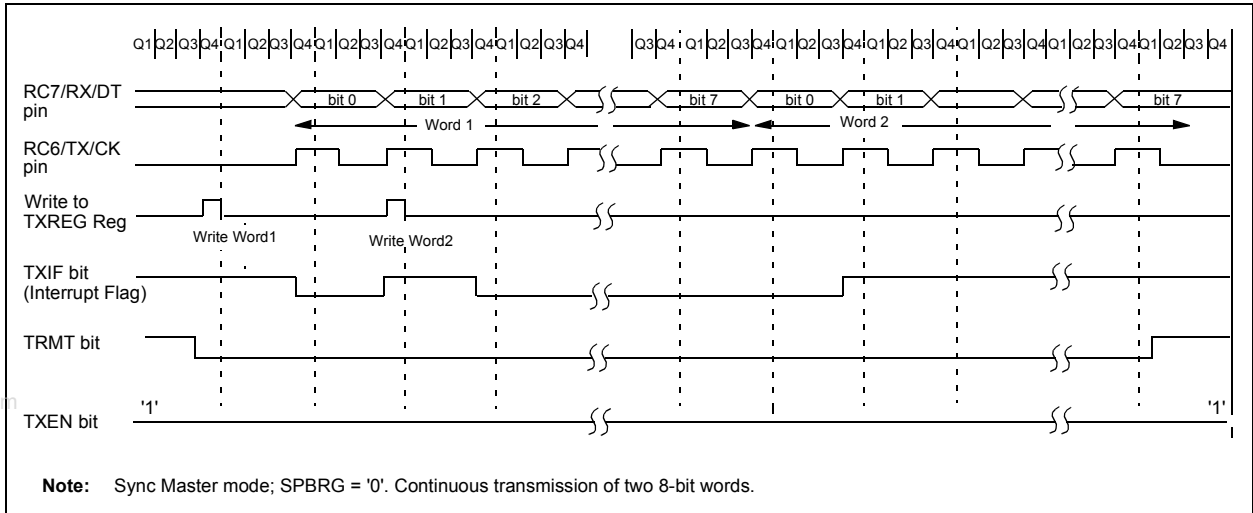 Q1 Q2 Q3 Q4 Q1 Q2 Q3 Q4 Q1 Q2 Q3 Q4 Q1 Q2 Q3 Q4 Q1 Q2 Q3 Q4 Q3 Q4 Q1 Q2 Q3 Q4 Q1 Q2 Q3 Q4 Q1 Q2 Q3 Q4 Q1 Q2 Q3 Q4 Q1 Q2 Q3 Q4 Q1 Q2 Q3 Q4
RC7/RX/DT
pin
bit 0 bit 1 bit 2 bit 7 bit 0 bit 1 bit 7
Word 1 Word 2
RC6/TX/CK
pin
Write to
TXREG Reg
Write Word1 Write Word2
TXIF bit
(Interrupt Flag)
TRMT bit
m
'1' '1'
TXEN bit
Note: Sync Master mode; SPBRG = '0'. Continuous transmission of two 8-bit words.